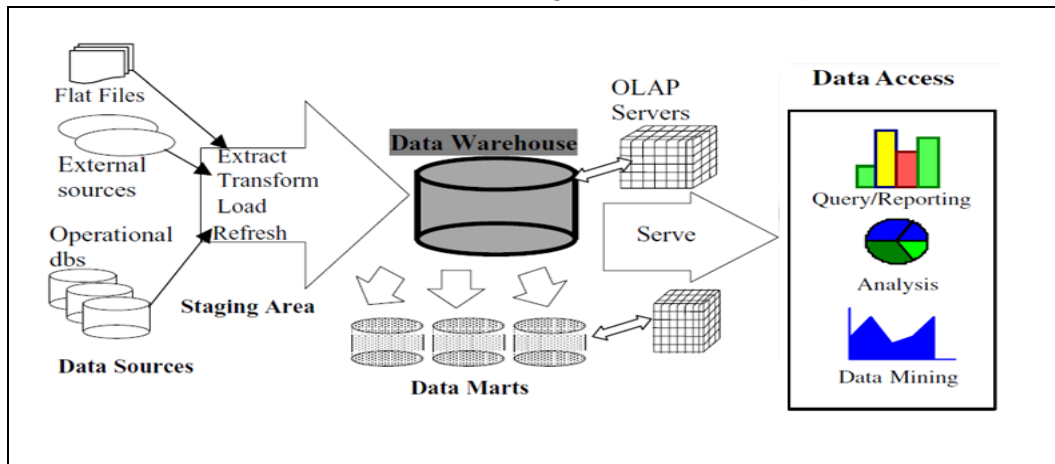 Flat Files
External
sources
Operational
dbs
Data Sources
Extract
Transform
Load
Refresh
Staging Area
Data Warehouse
OLAP
Servers
Serve
Data Marts
Data Access
Query/Reporting
Analysis
Data Mining